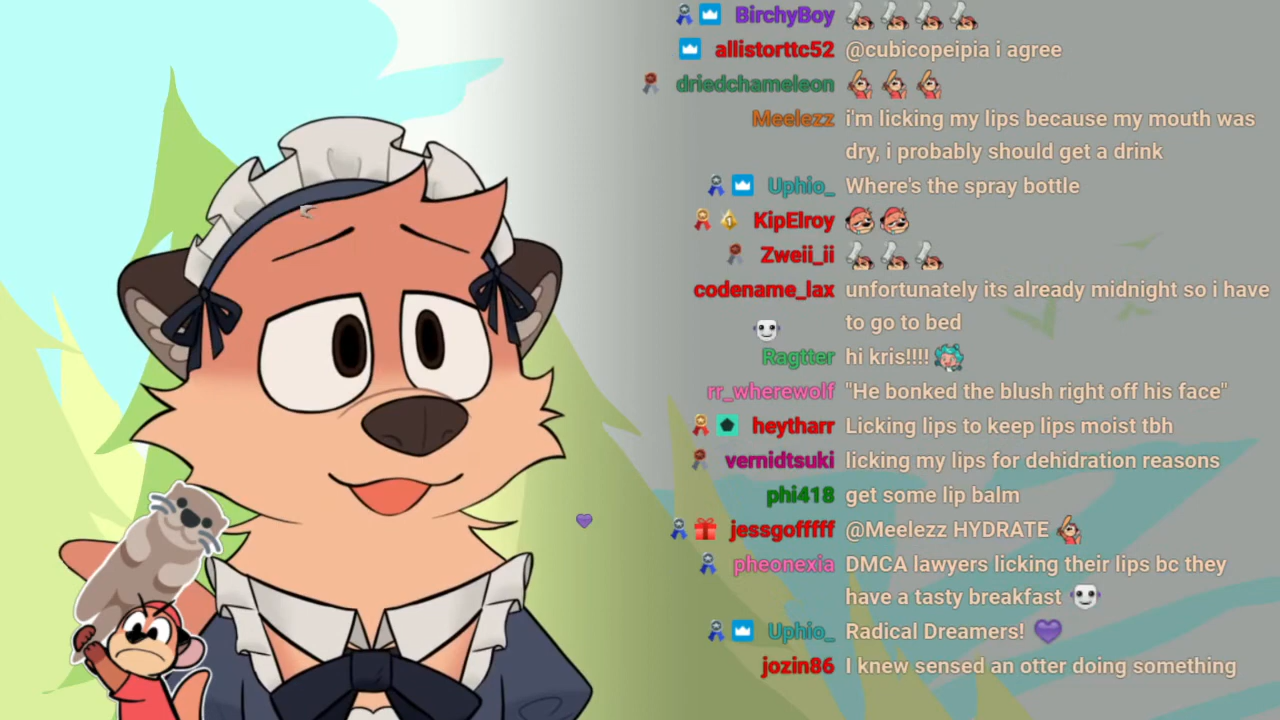 BirchyBoy
allistorttc52 @cubicopeipia i agree
driedchameleon
Meelezz i'm licking my lips because my mouth was
dry, i probably should get a drink
Uphio_ Where's the spray bottle
KipElroy
Zweii_ii
codename_lax unfortunately its already midnight so i have
to go to bed
Ragtter hi kris!!!!
rr_wherewolf "He bonked the blush right off his face"
heytharr Licking lips to keep lips moist tbh
vernidtsuki licking my lips for dehidration reasons
phi418 get some lip balm
jessgofffff @Meelezz HYDRATE
pheonexia DMCA lawyers licking their lips bc they
have a tasty breakfast
Uphio_ Radical Dreamers!
jozin86 I knew sensed an otter doing something